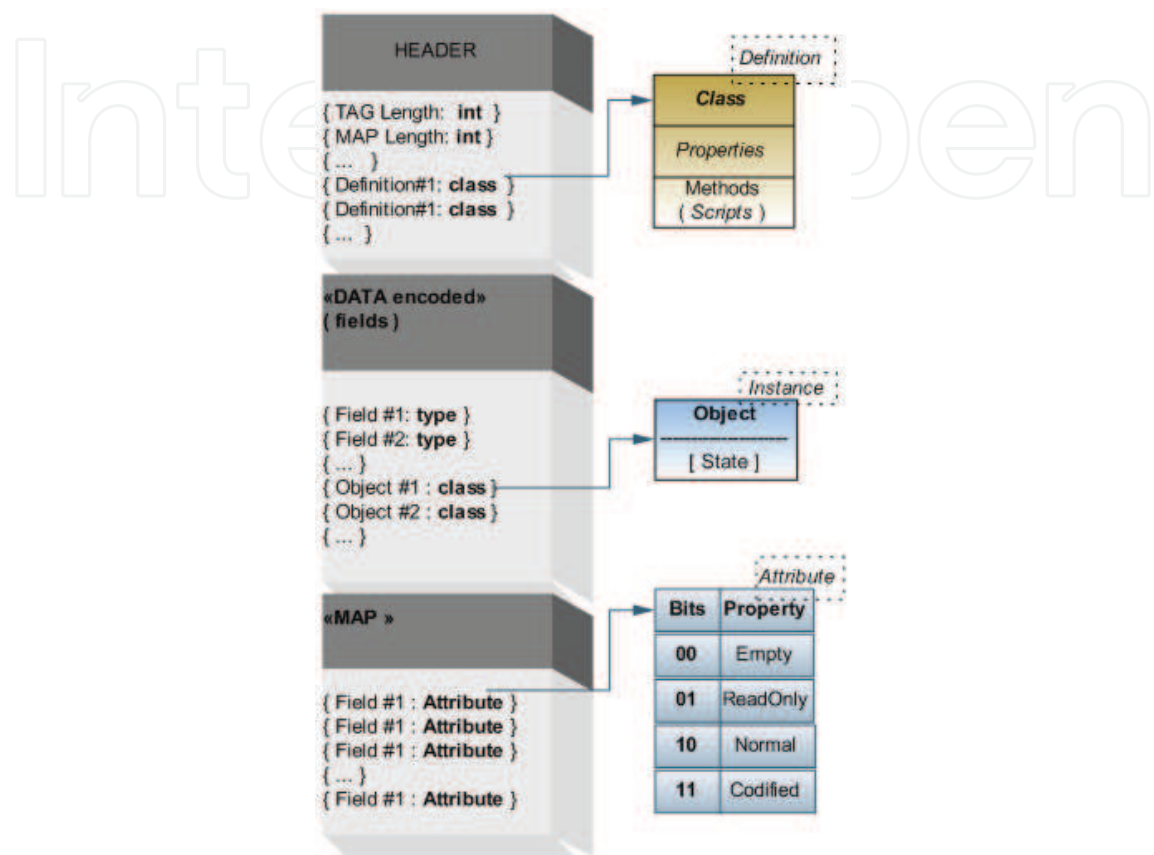 HEADER
{ TAG Length: int }
{ MAP Length: int }
{ ... }
{ Definition#1: class }
{ Definition#1: class }
{ ... }
Definition
Class
Properties
Methods
( Scripts )
«DATA encoded»
( fields )
{ Field #1: type }
{ Field #2: type }
{ ... }
{ Object #1 : class }
{ Object #2 : class }
{ ... }
Instance
Object
[ State ]
«MAP »
{ Field #1 : Attribute }
{ Field #1 : Attribute }
{ Field #1 : Attribute }
{ ... }
{ Field #1 : Attribute }
Attribute
Bits Property
00 Empty
01 ReadOnly
10 Normal
11 Codified